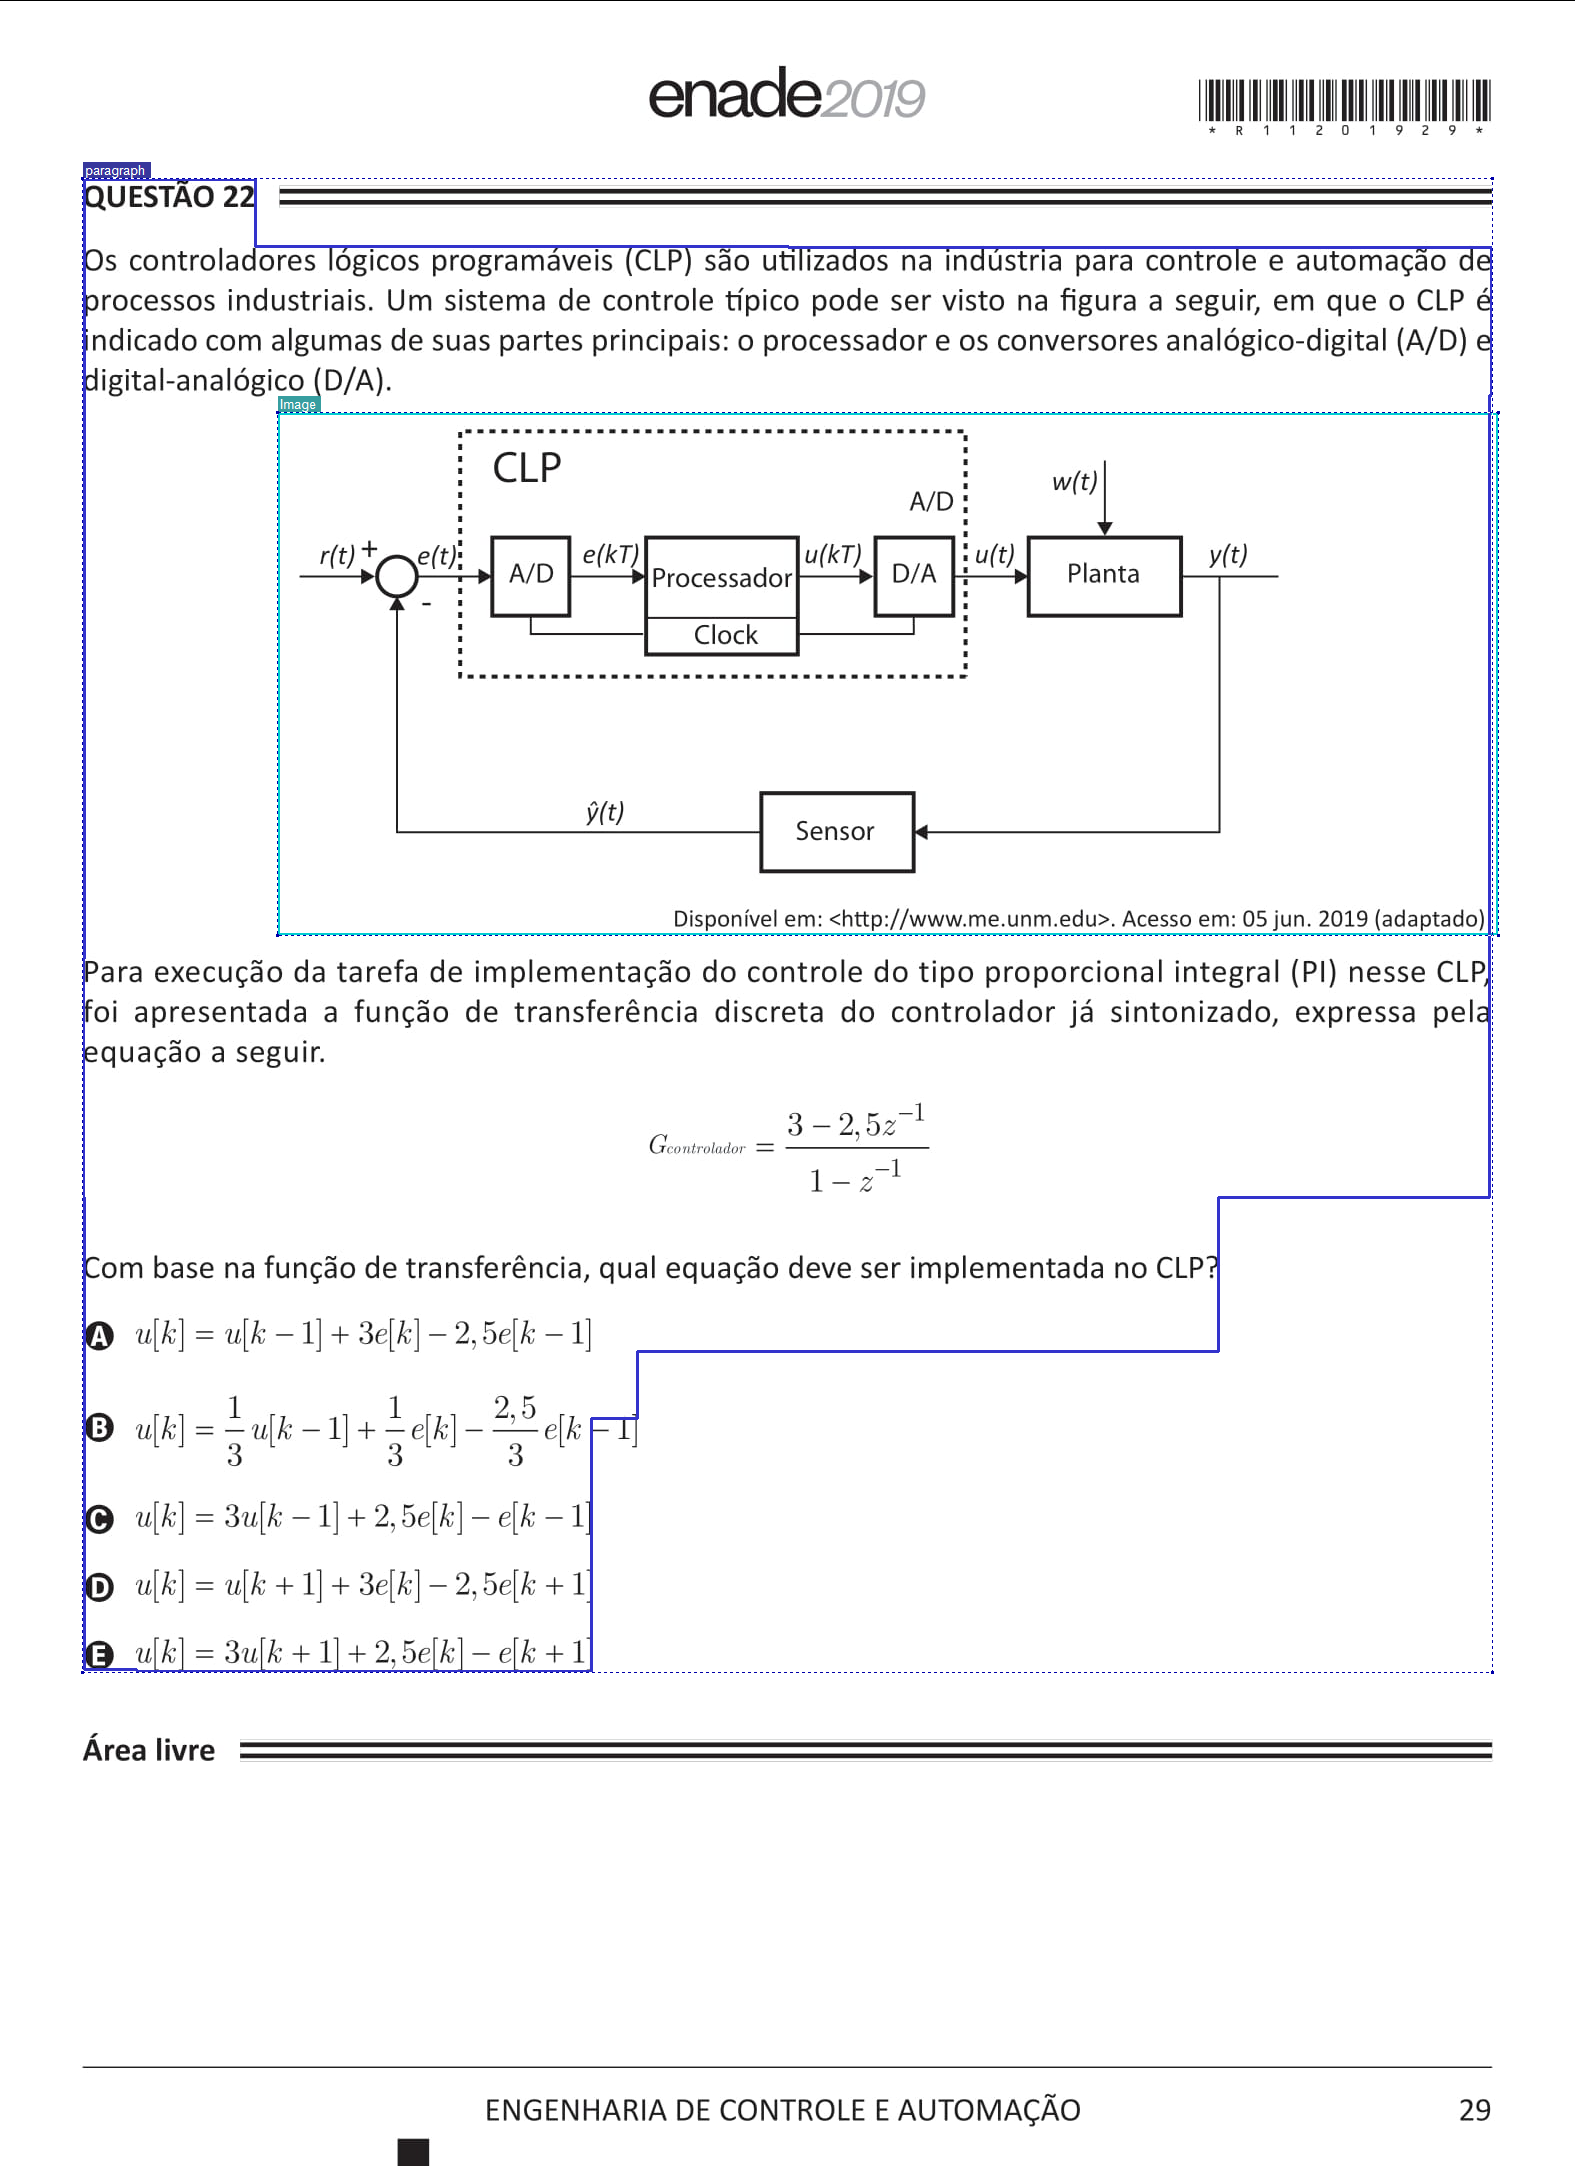 enade2019
* R 1 1 2 0 1 9 2 9 *
paragraph
QUESTÃO 22
Os controladores lógicos programáveis (CLP) são utilizados na indústria para controle e automação de
processos industriais. Um sistema de controle típico pode ser visto na figura a seguir, em que o CLP é
indicado com algumas de suas partes principais: o processador e os conversores analógico-digital (A/D) e
digital-analógico (D/A).
Image
CLP
A/D
w(t)
r(t) + e(t) A/D e(kT) Processador u(kT) D/A u(t) Planta y(t)
-
Clock
ŷ(t)
Sensor
Disponível em: <http://www.me.unm.edu>. Acesso em: 05 jun. 2019 (adaptado)
Para execução da tarefa de implementação do controle do tipo proporcional integral (PI) nesse CLP,
foi apresentada a função de transferência discreta do controlador já sintonizado, expressa pela
equação a seguir.
G_{controlador} = \frac{3 - 2,5z^{-1}}{1 - z^{-1}}
Com base na função de transferência, qual equação deve ser implementada no CLP?
A u[k] = u[k − 1] + 3e[k] − 2,5e[k − 1]
B u[k] = \frac{1}{3} u[k − 1] + \frac{1}{3} e[k] − \frac{2,5}{3} e[k − 1]
C u[k] = 3u[k − 1] + 2,5e[k] − e[k − 1]
D u[k] = u[k + 1] + 3e[k] − 2,5e[k + 1]
E u[k] = 3u[k + 1] + 2,5e[k] − e[k + 1]
Área livre
ENGENHARIA DE CONTROLE E AUTOMAÇÃO 29